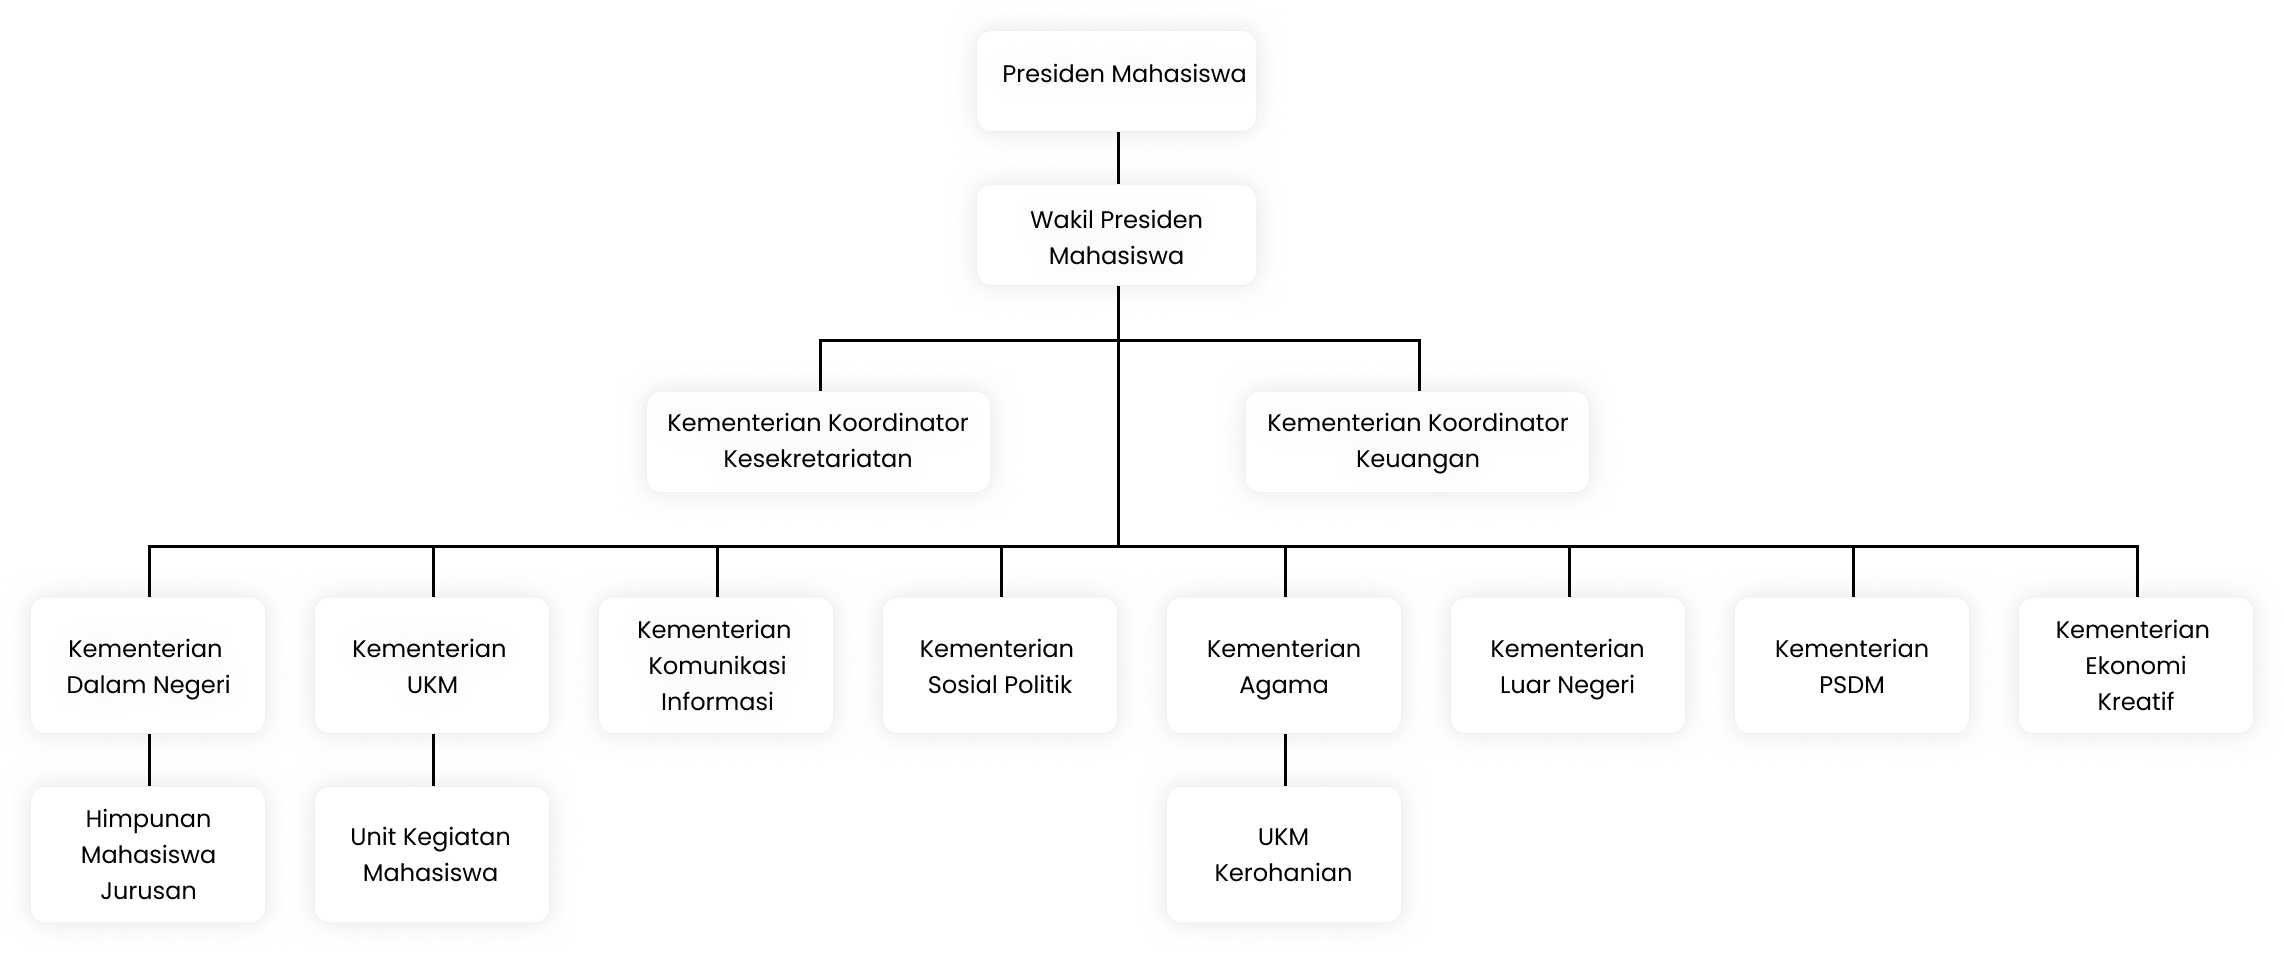 Presiden Mahasiswa
Wakil Presiden
Mahasiswa
Kementerian Koordinator
Kesekretariatan
Kementerian Koordinator
Keuangan
Kementerian
Dalam Negeri
Kementerian
UKM
Kementerian
Komunikasi
Informasi
Kementerian
Sosial Politik
Kementerian
Agama
Kementerian
Luar Negeri
Kementerian
PSDM
Kementerian
Ekonomi
Kreatif
Himpunan
Mahasiswa
Jurusan
Unit Kegiatan
Mahasiswa
UKM
Kerohanian